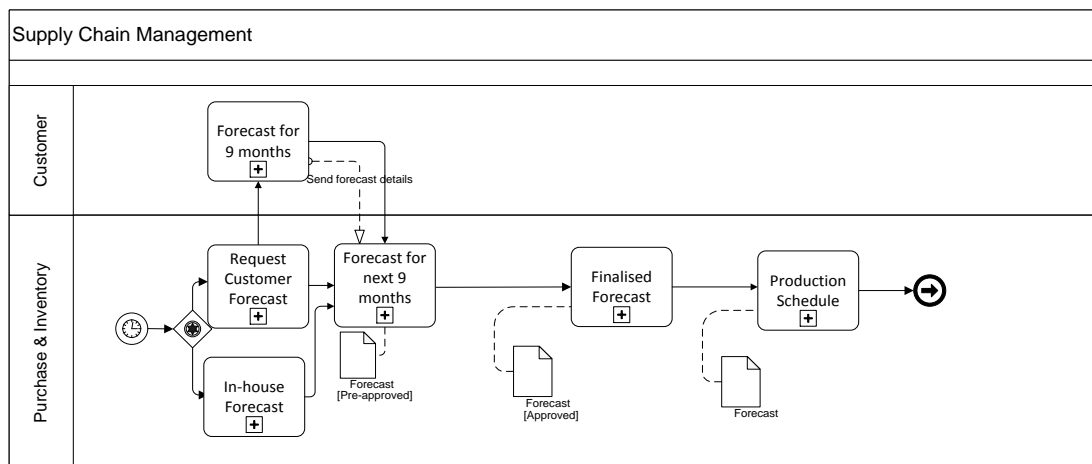 Supply Chain Management
Customer
Forecast for
9 months
Send forecast details
Purchase & Inventory
Request
Customer
Forecast
Forecast for
next 9
months
Finalised
Forecast
Production
Schedule
In-house
Forecast
Forecast
[Pre-approved]
Forecast
[Approved]
Forecast